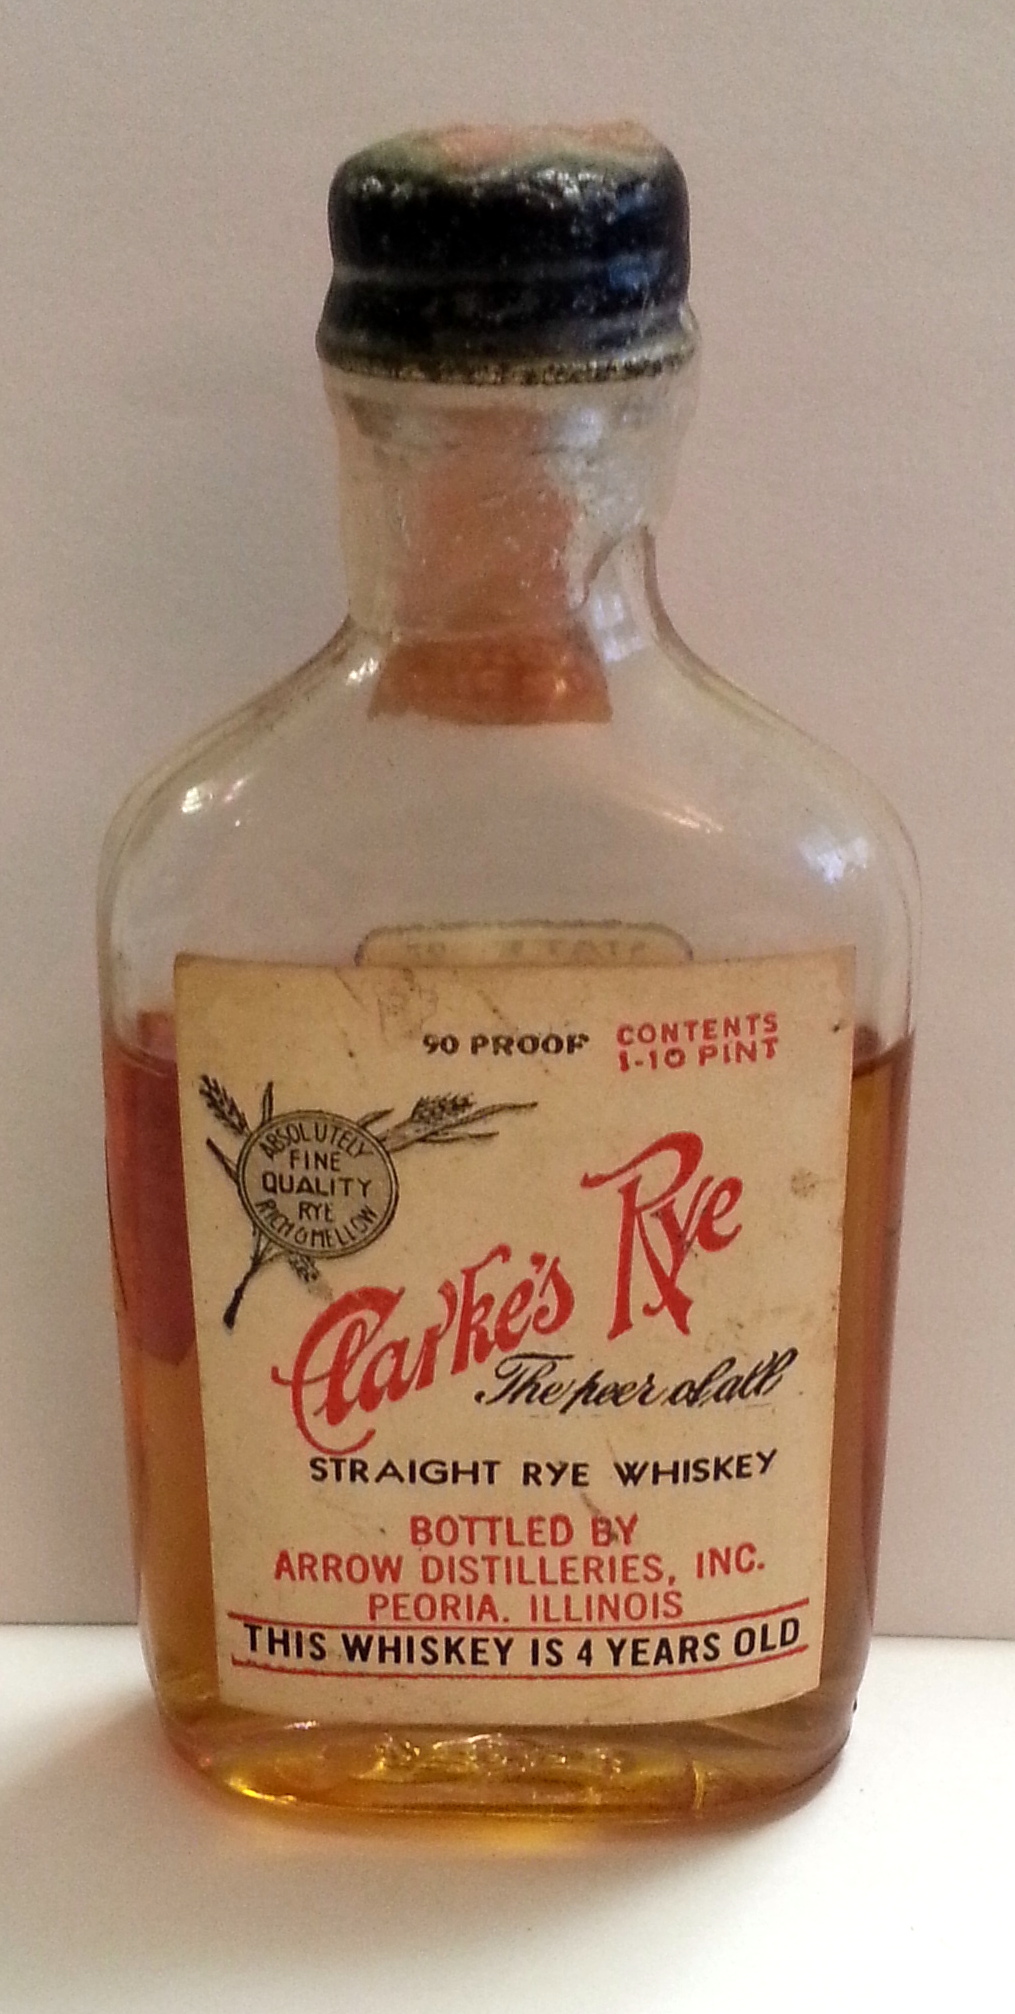 90 PROOF
CONTENTS
1-10 PINT
ABSOLUTELY
FINE
QUALITY
RYE
RICH & MELLOW
Clarke's Rye
The peer of all
STRAIGHT RYE WHISKEY
BOTTLED BY
ARROW DISTILLERIES, INC.
PEORIA. ILLINOIS
THIS WHISKEY IS 4 YEARS OLD